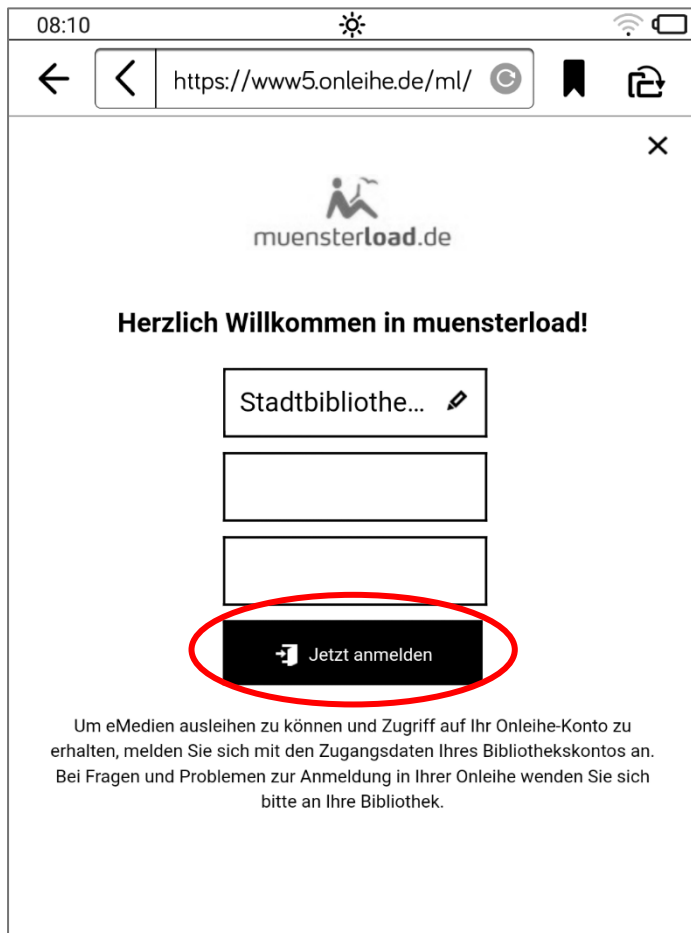 08:10
https://www5.onleihe.de/ml/
muensterload.de
Herzlich Willkommen in muensterload!
Stadtbibliothe...
Jetzt anmelden
Um eMedien ausleihen zu können und Zugriff auf Ihr Onleihe-Konto zu
erhalten, melden Sie sich mit den Zugangsdaten Ihres Bibliothekskontos an.
Bei Fragen und Problemen zur Anmeldung in Ihrer Onleihe wenden Sie sich
bitte an Ihre Bibliothek.